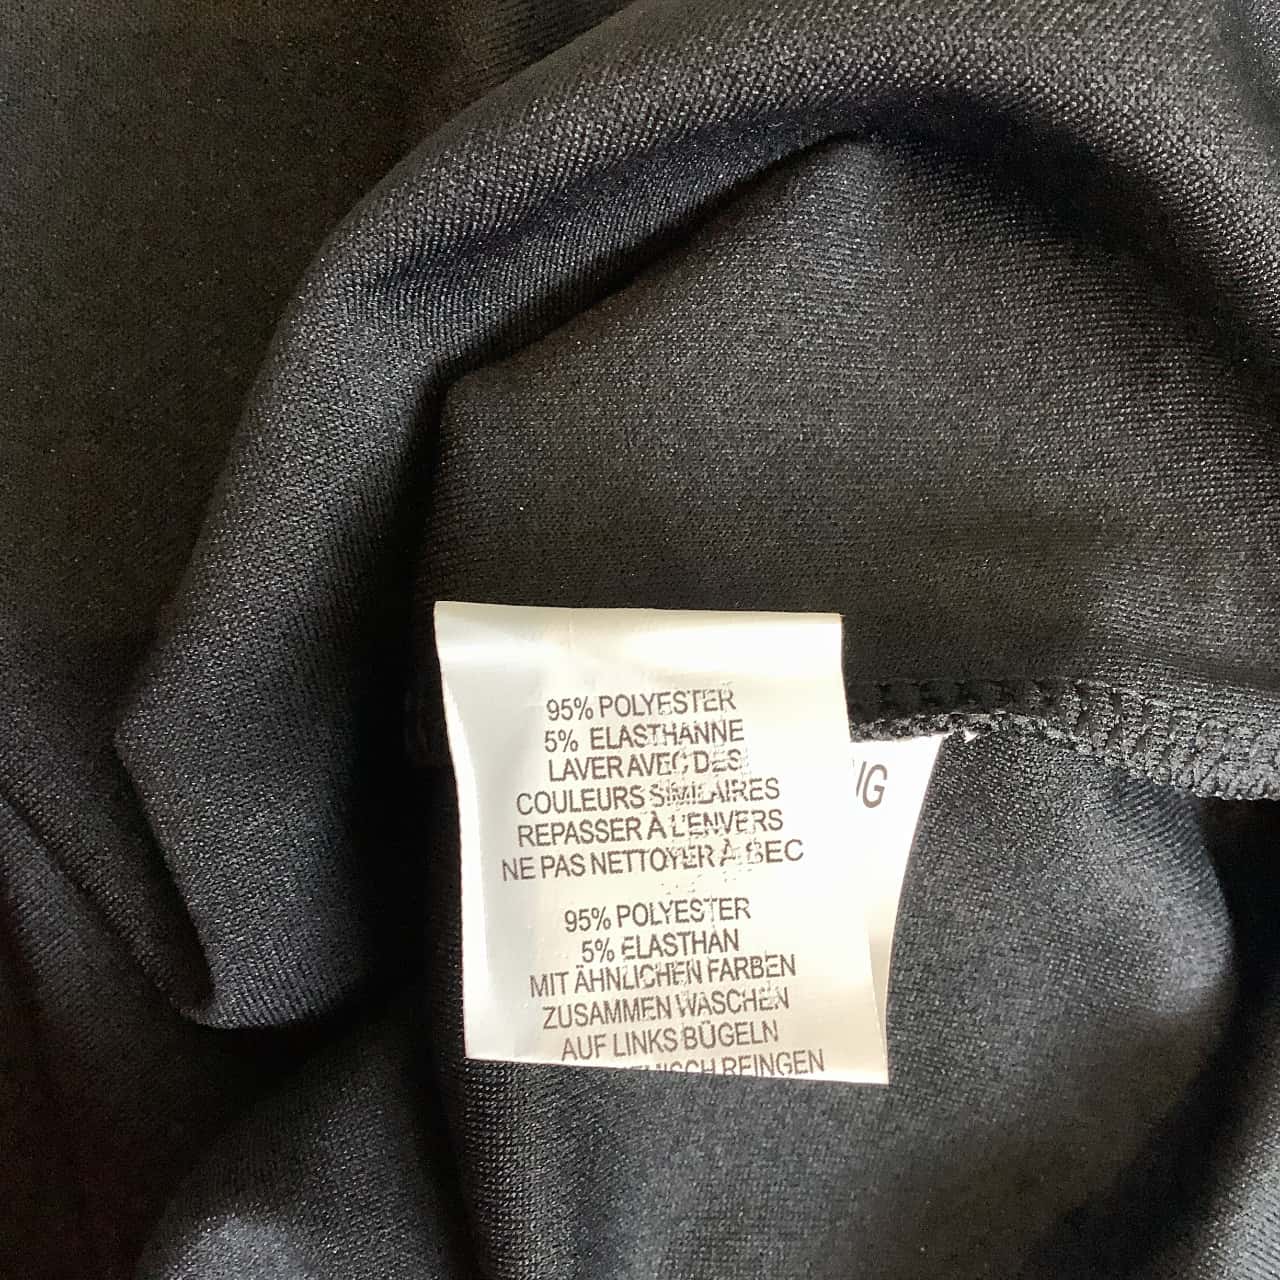 95% POLYESTER
5% ELASTHANNE
LAVER AVEC DES
COULEURS SIMILAIRES
REPASSER À L'ENVERS
NE PAS NETTOYER À SEC
95% POLYESTER
5% ELASTHAN
MIT ÄHNLICHEN FARBEN
ZUSAMMEN WASCHEN
AUF LINKS BÜGELN
REINGEN